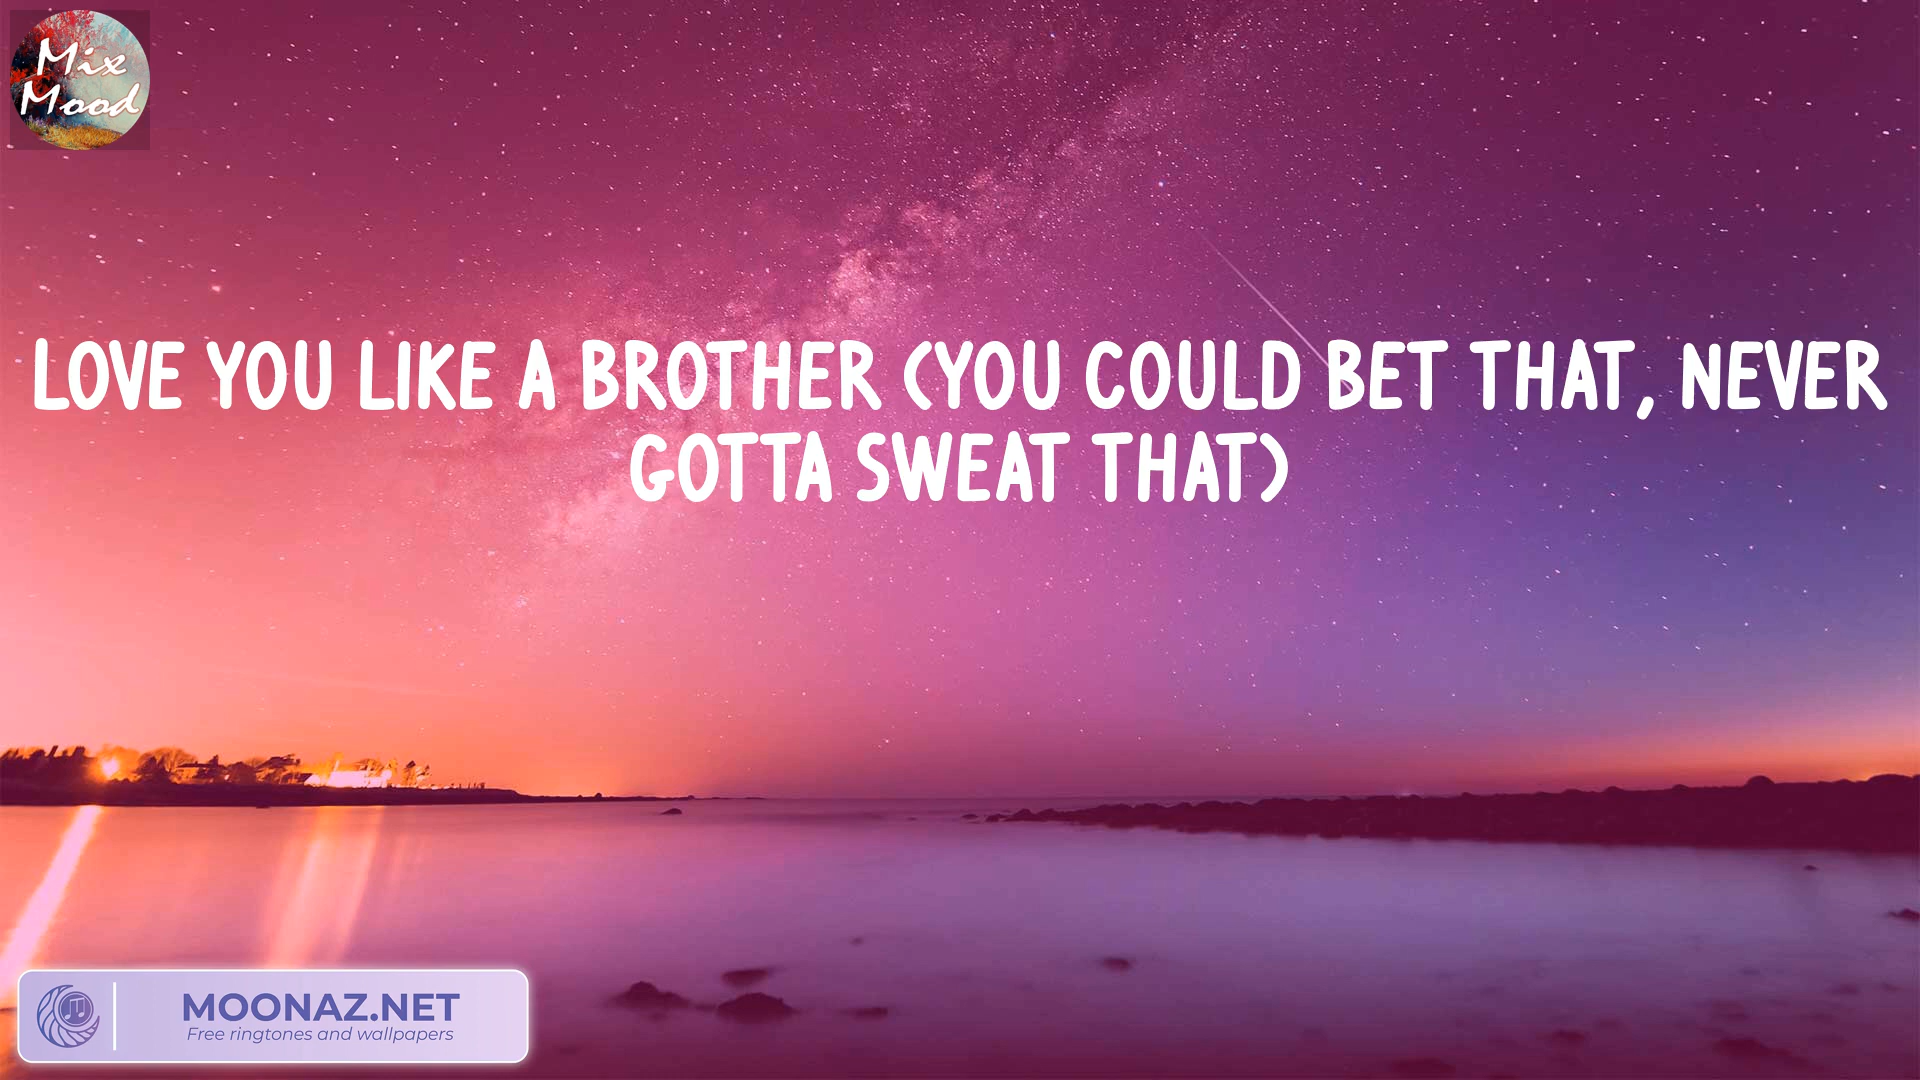 Mix
Mood
LOVE YOU LIKE A BROTHER (YOU COULD BET THAT, NEVER
GOTTA SWEAT THAT)
MOONAZ.NET
Free ringtones and wallpapers